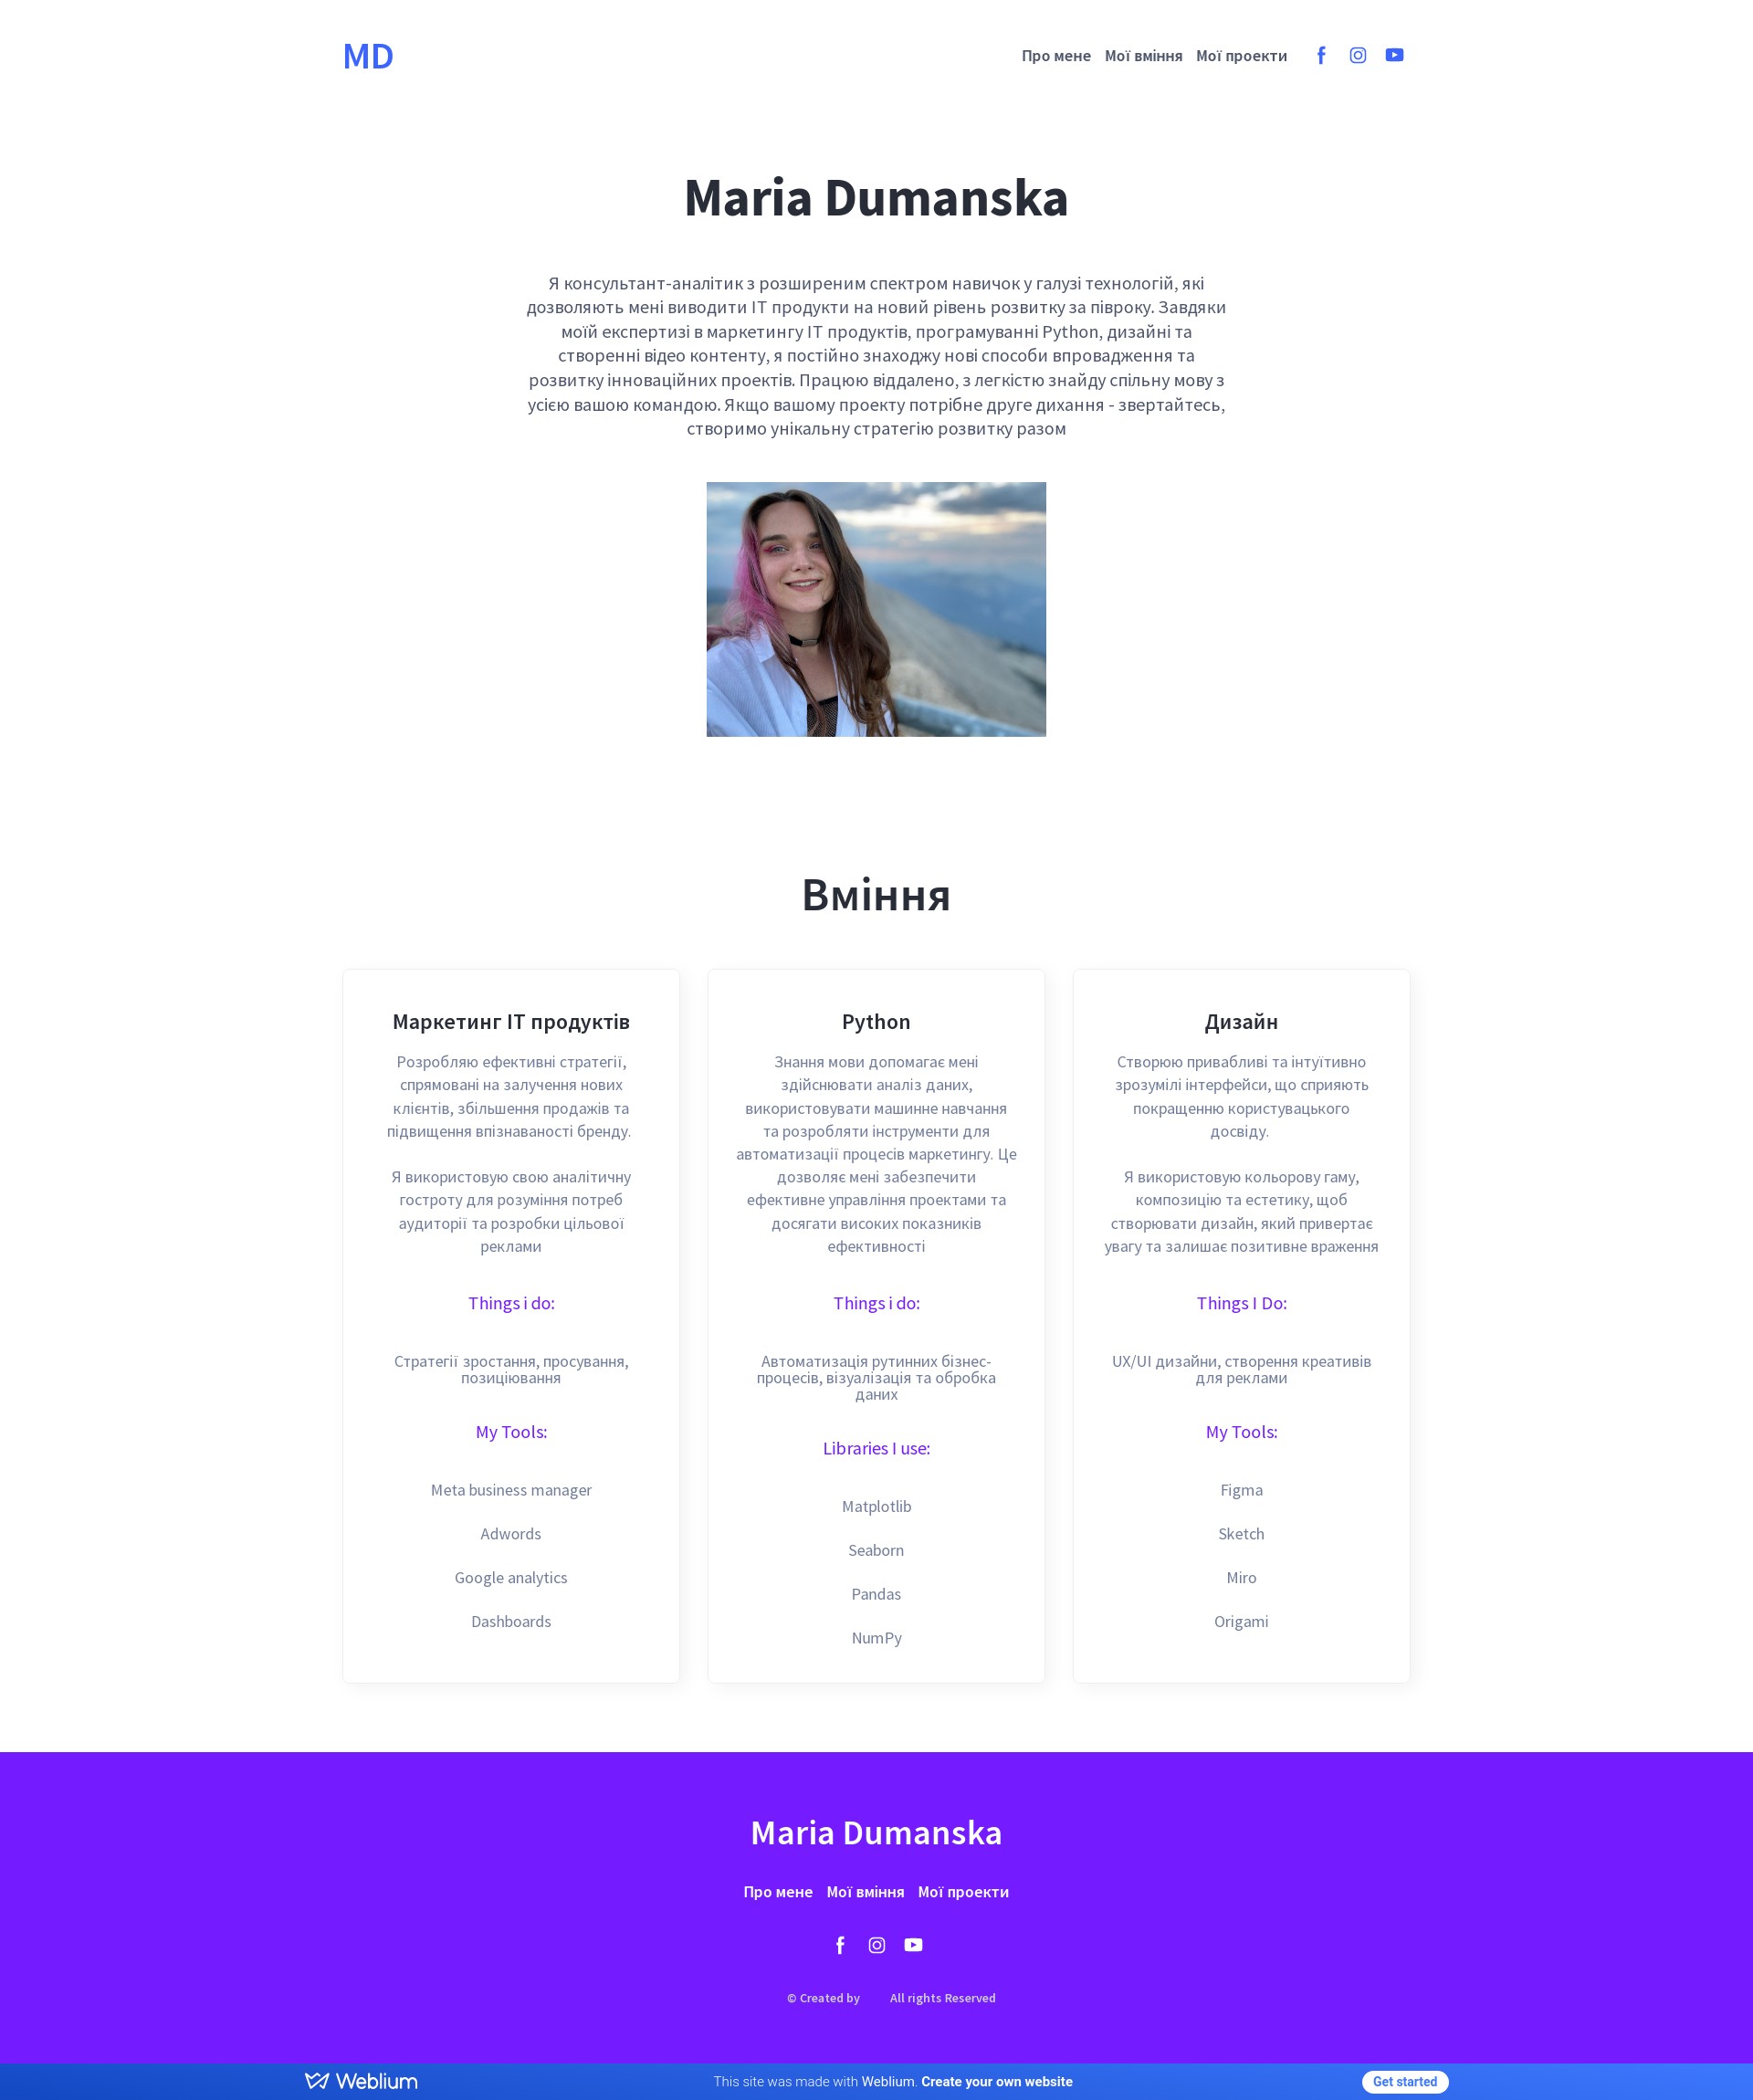 MD
Про мене Мої вміння Мої проекти
Maria Dumanska
Я консультант-аналітик з розширеним спектром навичок у галузі технологій, які
дозволяють мені виводити ІТ продукти на новий рівень розвитку за півроку. Завдяки
моїй експертизі в маркетингу ІТ продуктів, програмуванні Python, дизайні та
створенні відео контенту, я постійно знаходжу нові способи впровадження та
розвитку інноваційних проектів. Працюю віддалено, з легкістю знайду спільну мову з
усією вашою командою. Якщо вашому проекту потрібне друге дихання - звертайтесь,
створимо унікальну стратегію розвитку разом
Вміння
Маркетинг ІТ продуктів
Розробляю ефективні стратегії,
спрямовані на залучення нових
клієнтів, збільшення продажів та
підвищення впізнаваності бренду.
Я використовую свою аналітичну
гостроту для розуміння потреб
аудиторії та розробки цільової
реклами
Things i do:
Стратегії зростання, просування,
позиціювання
My Tools:
Meta business manager
Adwords
Google analytics
Dashboards
Python
Знання мови допомагає мені
здійснювати аналіз даних,
використовувати машинне навчання
та розробляти інструменти для
автоматизації процесів маркетингу. Це
дозволяє мені забезпечити
ефективне управління проектами та
досягати високих показників
ефективності
Things i do:
Автоматизація рутинних бізнес-
процесів, візуалізація та обробка
даних
Libraries I use:
Matplotlib
Seaborn
Pandas
NumPy
Дизайн
Створюю привабливі та інтуїтивно
зрозумілі інтерфейси, що сприяють
покращенню користувацького
досвіду.
Я використовую кольорову гаму,
композицію та естетику, щоб
створювати дизайн, який привертає
увагу та залишає позитивне враження
Things I Do:
UX/UI дизайни, створення креативів
для реклами
My Tools:
Figma
Sketch
Miro
Origami
Maria Dumanska
Про мене Мої вміння Мої проекти
© Created by All rights Reserved
Weblium This site was made with Weblium. Create your own website Get started